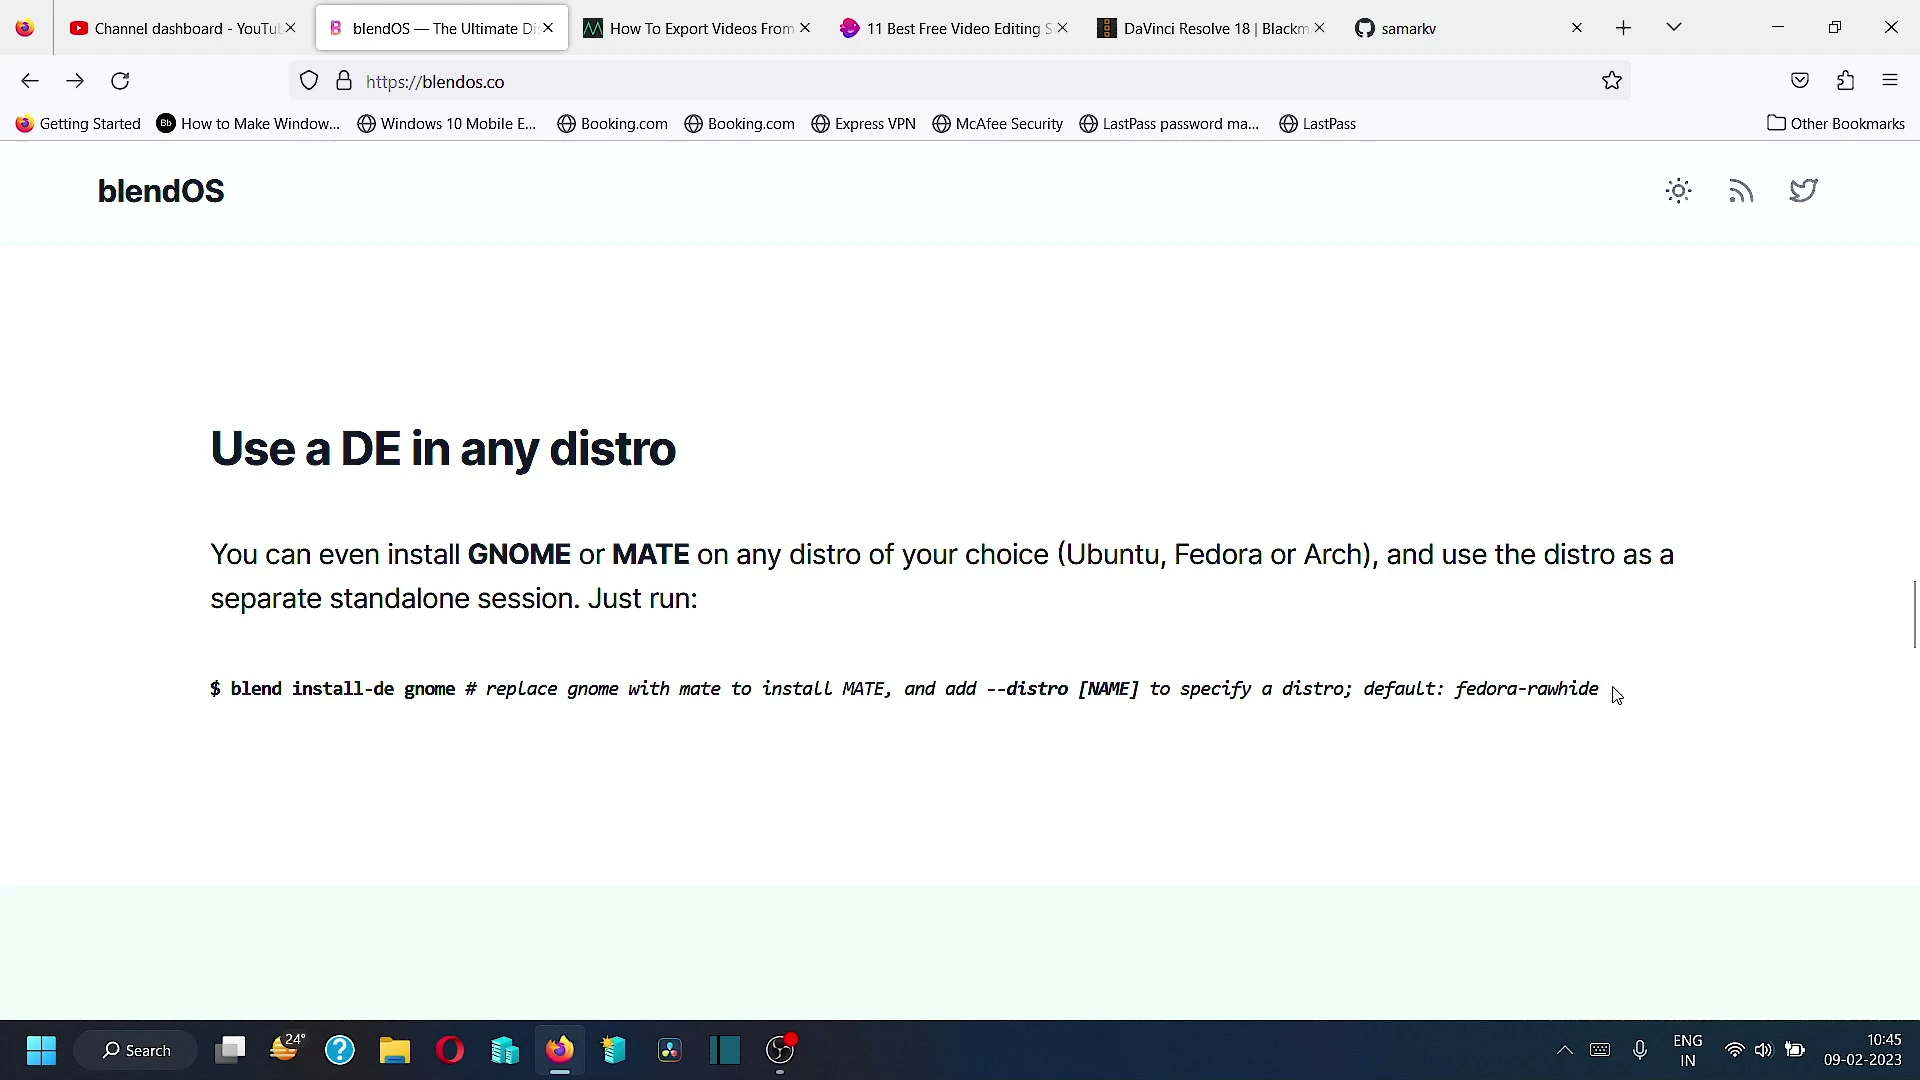 Channel dashboard - YouTu
blendOS — The Ultimate Di
How To Export Videos From
11 Best Free Video Editing S
DaVinci Resolve 18 | Blackm
samarkv
https://blendos.co
Getting Started
Bb
How to Make Window...
Windows 10 Mobile E...
Booking.com
Booking.com
Express VPN
McAfee Security
LastPass password ma...
LastPass
Other Bookmarks
blendOS
Use a DE in any distro
You can even install GNOME or MATE on any distro of your choice (Ubuntu, Fedora or Arch), and use the distro as a
separate standalone session. Just run:
$ blend install-de gnome # replace gnome with mate to install MATE, and add --distro [NAME] to specify a distro; default: fedora-rawhide
Search
24°
ENG
IN
10:45
09-02-2023